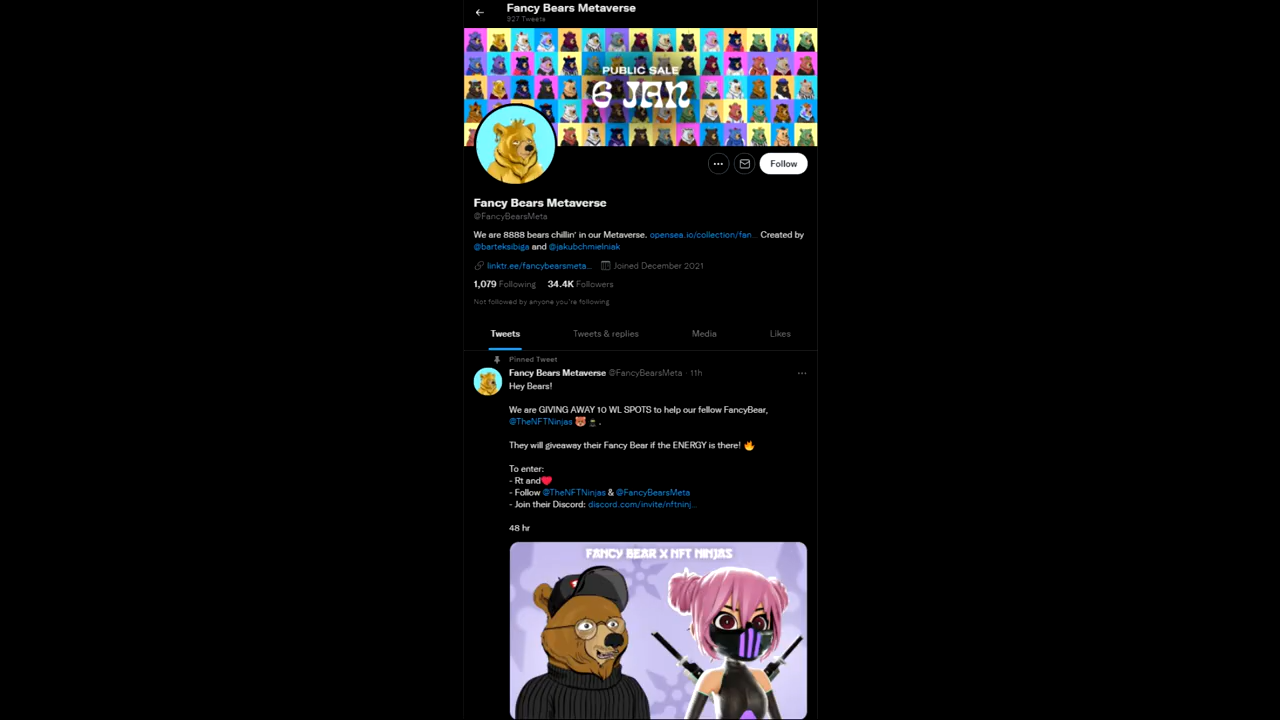 Fancy Bears Metaverse
927 Tweets
PUBLIC SALE
6 JAN
Follow
Fancy Bears Metaverse
@FancyBearsMeta
We are 8888 bears chillin' in our Metaverse. opensea.io/collection/fan… Created by
@barteksibiga and @jakubchmielniak
linktr.ee/fancybearsmeta… Joined December 2021
1,079 Following 34.4K Followers
Not followed by anyone you're following
Tweets Tweets & replies Media Likes
Pinned Tweet
Fancy Bears Metaverse @FancyBearsMeta · 11h
Hey Bears!
We are GIVING AWAY 10 WL SPOTS to help our fellow FancyBear,
@TheNFTNinjas 🐻 .
They will giveaway their Fancy Bear if the ENERGY is there! 🔥
To enter:
- Rt and❤️
- Follow @TheNFTNinjas & @FancyBearsMeta
- Join their Discord: discord.com/invite/nftninj…
48 hr
FANCY BEAR X NFT NINJAS